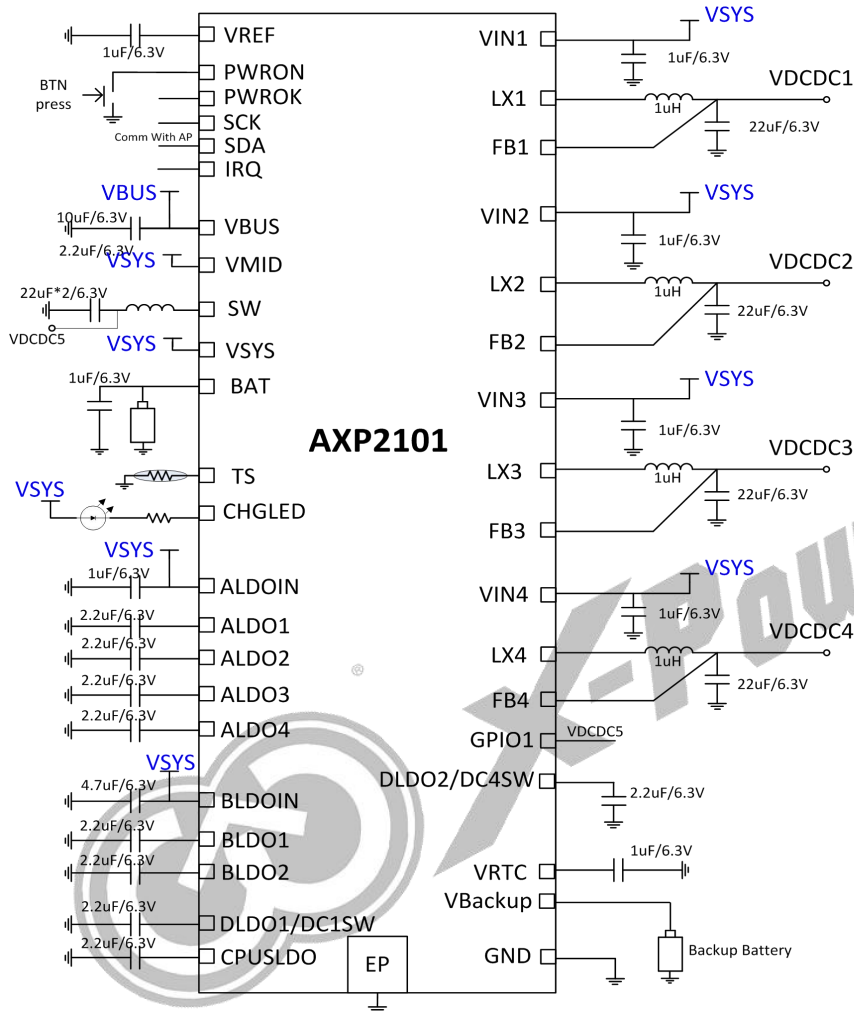 VREF
1uF/6.3V
PWRON
BTN
press
PWROK
SCK
Comm With AP
SDA
IRQ
VBUS
10uF/6.3V
VBUS
2.2uF/6.3V
VSYS
VMID
22uF*2/6.3V
SW
VDCDC5
VSYS
VSYS
1uF/6.3V
BAT
TS
VSYS
CHGLED
VSYS
1uF/6.3V
ALDOIN
2.2uF/6.3V
ALDO1
2.2uF/6.3V
ALDO2
2.2uF/6.3V
ALDO3
2.2uF/6.3V
ALDO4
VSYS
4.7uF/6.3V
BLDOIN
2.2uF/6.3V
BLDO1
2.2uF/6.3V
BLDO2
2.2uF/6.3V
DLDO1/DC1SW
2.2uF/6.3V
CPUSLDO
AXP2101
EP
VSYS
VIN1
1uF/6.3V
VDCDC1
LX1
1uH
22uF/6.3V
FB1
VSYS
VIN2
1uF/6.3V
VDCDC2
LX2
1uH
22uF/6.3V
FB2
VSYS
VIN3
1uF/6.3V
VDCDC3
LX3
1uH
22uF/6.3V
FB3
VSYS
VIN4
1uF/6.3V
VDCDC4
LX4
1uH
22uF/6.3V
FB4
GPIO1
VDCDC5
DLDO2/DC4SW
2.2uF/6.3V
1uF/6.3V
VRTC
VBackup
Backup Battery
GND
X-Pow
®